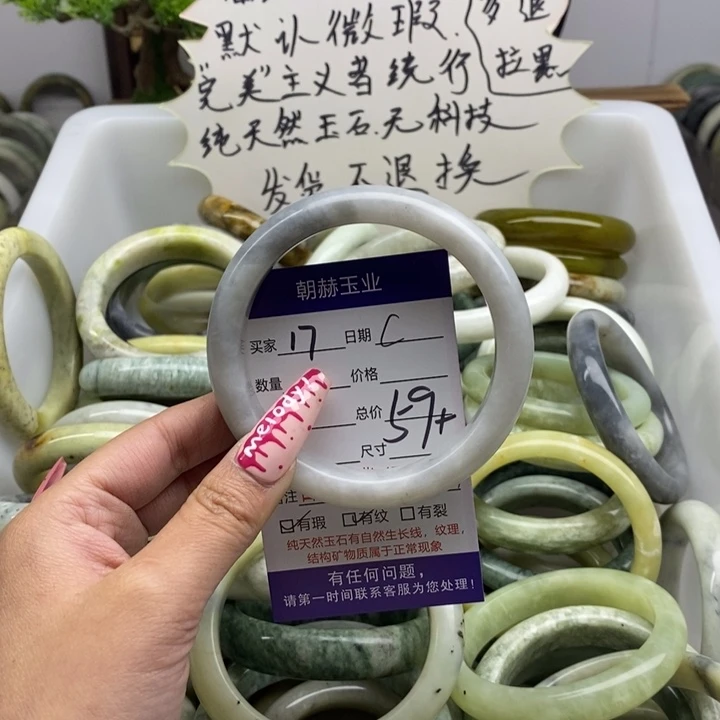 默认微瑕. 多退
"完美"主义者绕行 拉黑
纯天然玉石.无科技
发货不退换
朝赫玉业
买家 17 日期
数量 价格
总价 59+
尺寸
☑有瑕 ☑有纹 ☐有裂
纯天然玉石有自然生长线，纹理，
结构矿物质属于正常现象
有任何问题，
请第一时间联系客服为您处理！
melody